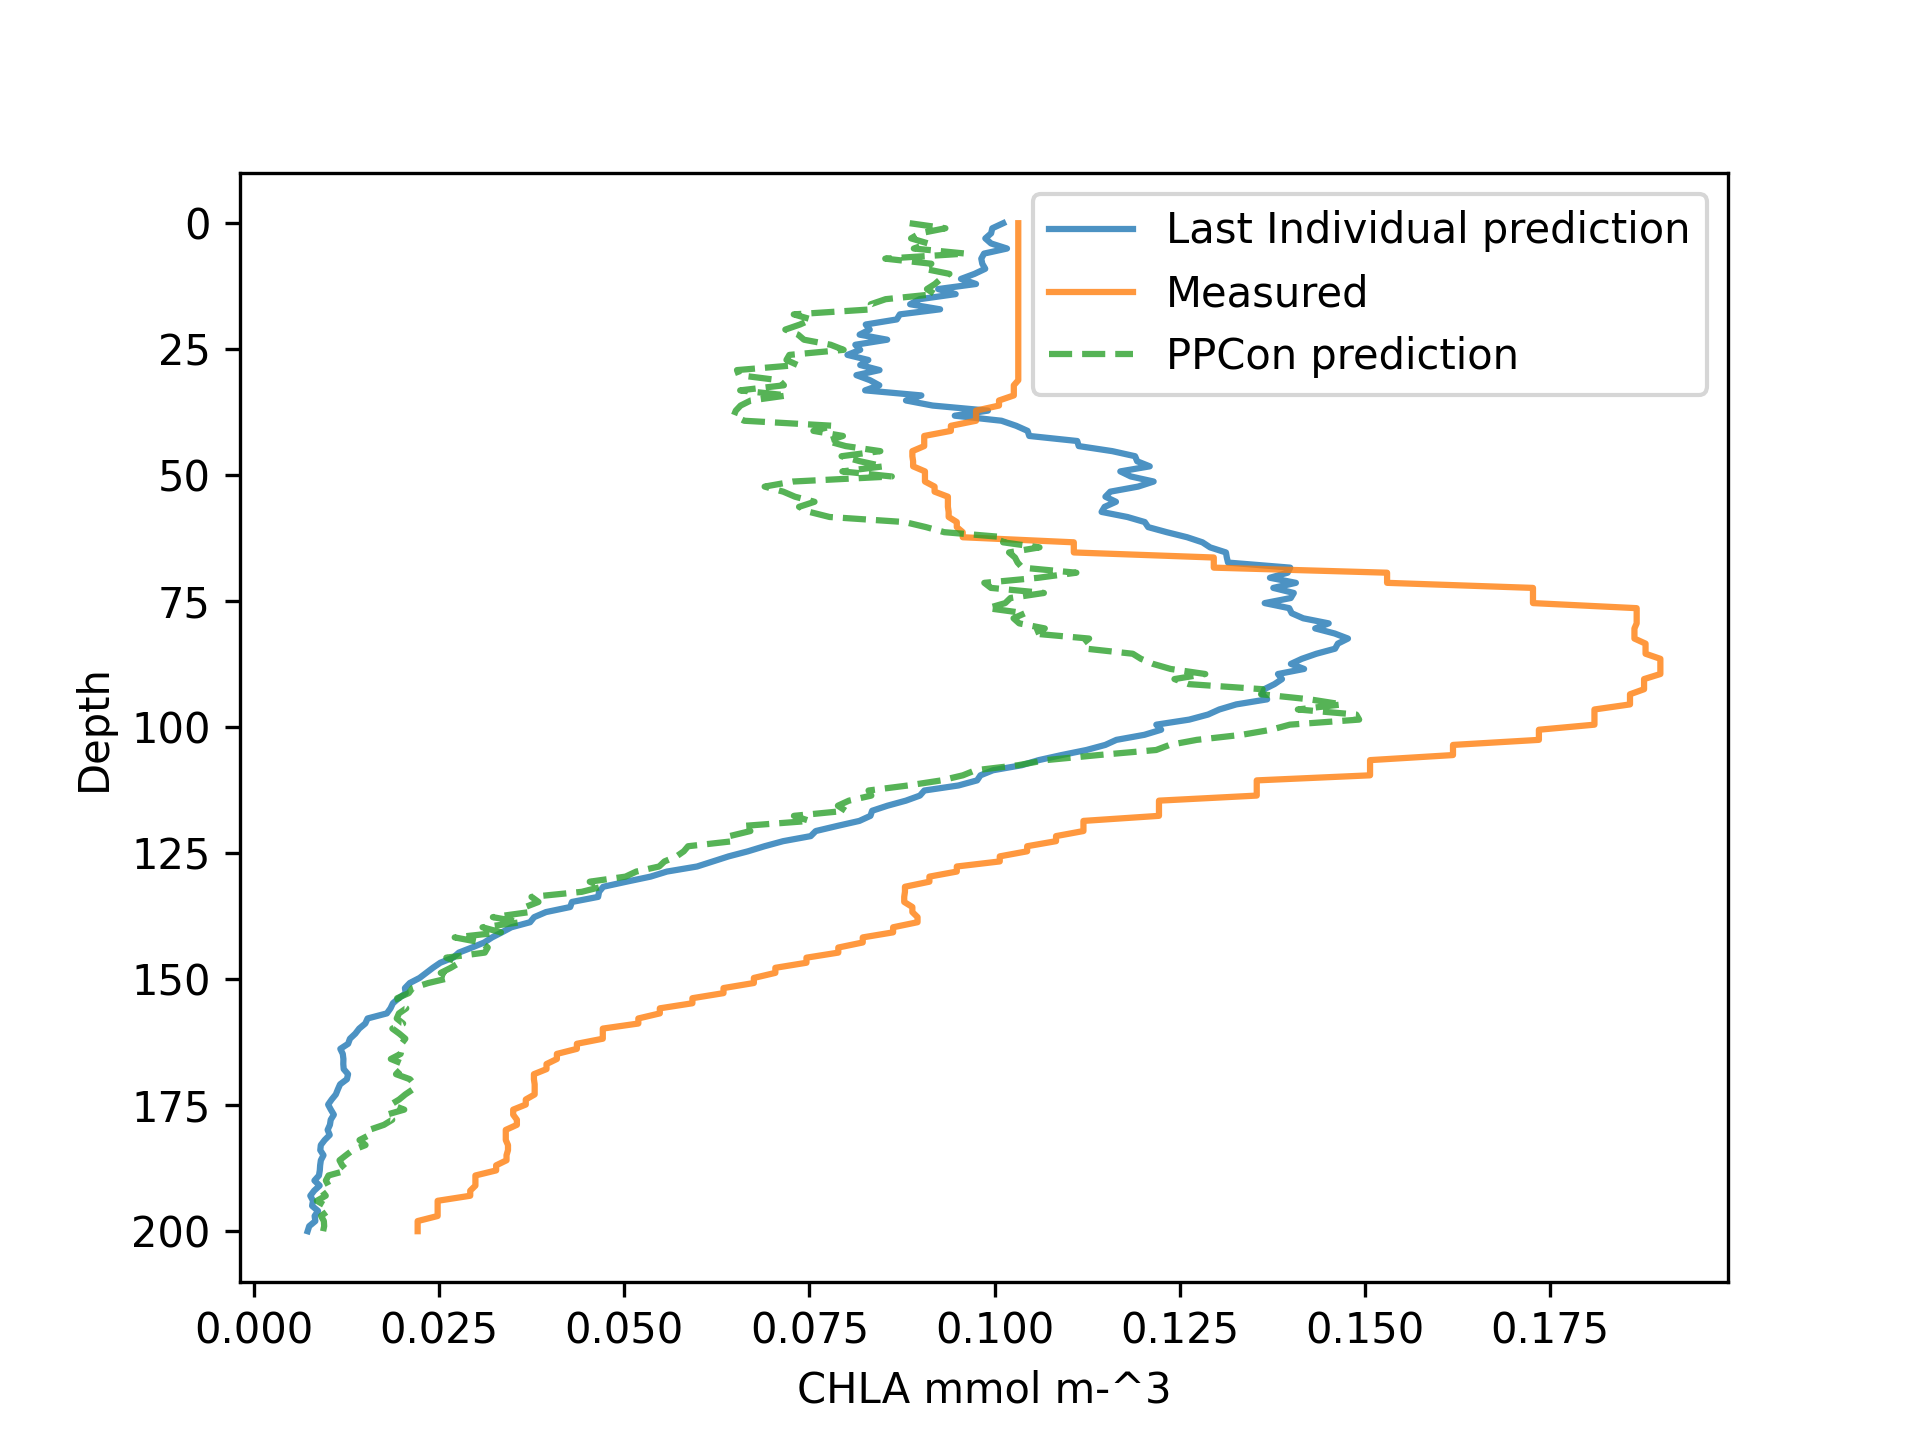 Last Individual prediction
Measured
PPCon prediction
0
25
50
75
100
125
150
175
200
Depth
0.000 0.025 0.050 0.075 0.100 0.125 0.150 0.175
CHLA mmol m-^3